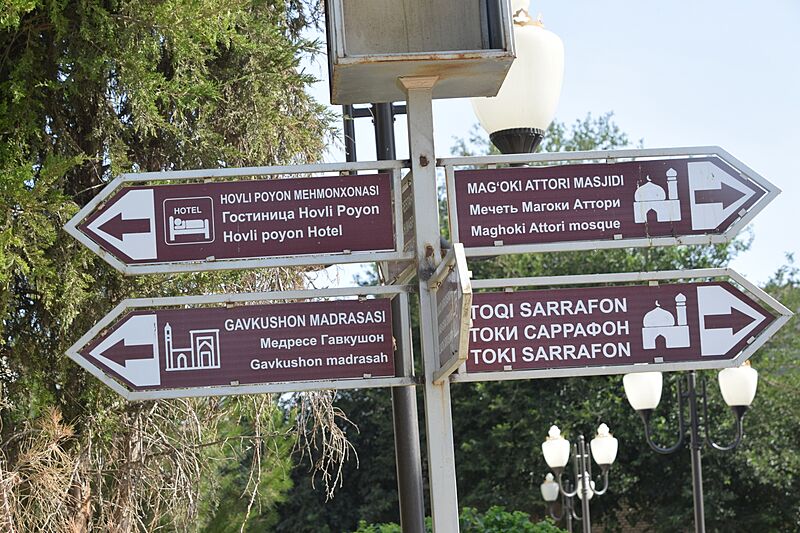 HOVLI POYON MEHMONXONASI
HOTEL
Гостиница Hovli Poyon
Hovli poyon Hotel
MAG‘OKI ATTORI MASJIDI
Мечеть Магоки Аттори
Maghoki Attori mosque
GAVKUSHON MADRASASI
Медресе Гавкушон
Gavkushon madrasah
TOQI SARRAFON
ТОКИ САРРАФОН
TOKI SARRAFON